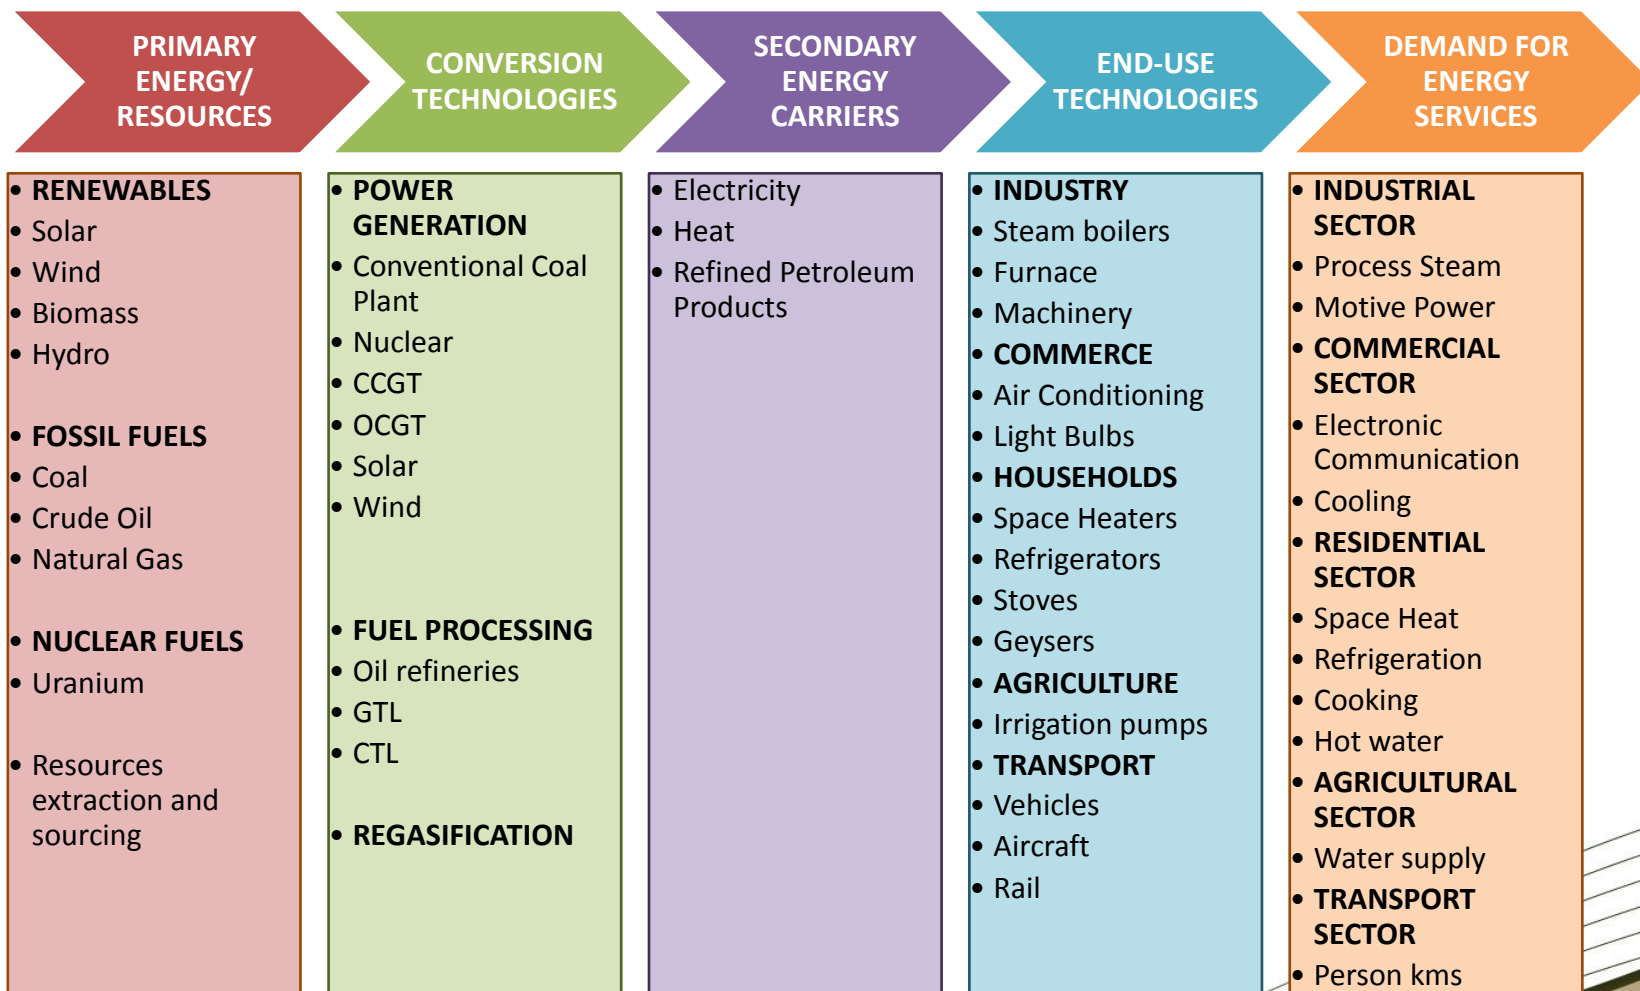 PRIMARY
ENERGY/
RESOURCES
CONVERSION
TECHNOLOGIES
SECONDARY
ENERGY
CARRIERS
END-USE
TECHNOLOGIES
DEMAND FOR
ENERGY
SERVICES
• RENEWABLES
• Solar
• Wind
• Biomass
• Hydro
• FOSSIL FUELS
• Coal
• Crude Oil
• Natural Gas
• NUCLEAR FUELS
• Uranium
• Resources
extraction and
sourcing
• POWER
GENERATION
• Conventional Coal
Plant
• Nuclear
• CCGT
• OCGT
• Solar
• Wind
• FUEL PROCESSING
• Oil refineries
• GTL
• CTL
• REGASIFICATION
• Electricity
• Heat
• Refined Petroleum
Products
• INDUSTRY
• Steam boilers
• Furnace
• Machinery
• COMMERCE
• Air Conditioning
• Light Bulbs
• HOUSEHOLDS
• Space Heaters
• Refrigerators
• Stoves
• Geysers
• AGRICULTURE
• Irrigation pumps
• TRANSPORT
• Vehicles
• Aircraft
• Rail
• INDUSTRIAL
SECTOR
• Process Steam
• Motive Power
• COMMERCIAL
SECTOR
• Electronic
Communication
• Cooling
• RESIDENTIAL
SECTOR
• Space Heat
• Refrigeration
• Cooking
• Hot water
• AGRICULTURAL
SECTOR
• Water supply
• TRANSPORT
SECTOR
• Person kms